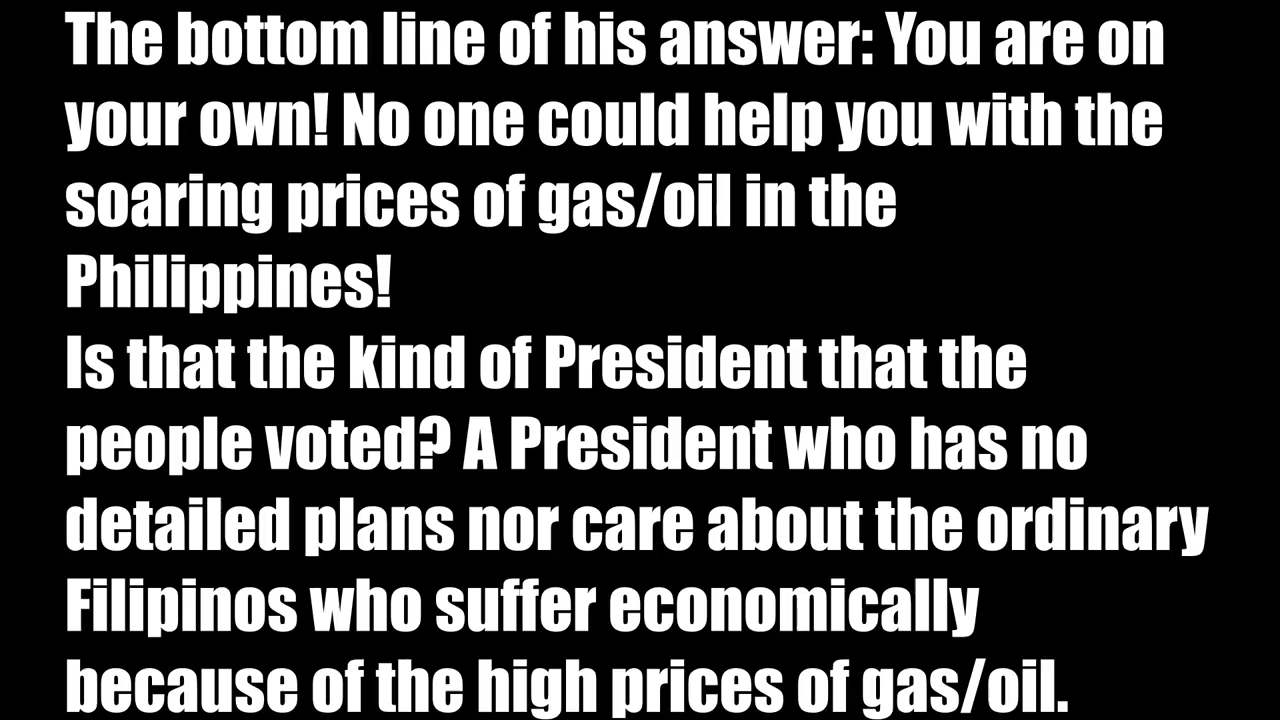 The bottom line of his answer: You are on
your own! No one could help you with the
soaring prices of gas/oil in the
Philippines!
Is that the kind of President that the
people voted? A President who has no
detailed plans nor care about the ordinary
Filipinos who suffer economically
because of the high prices of gas/oil.